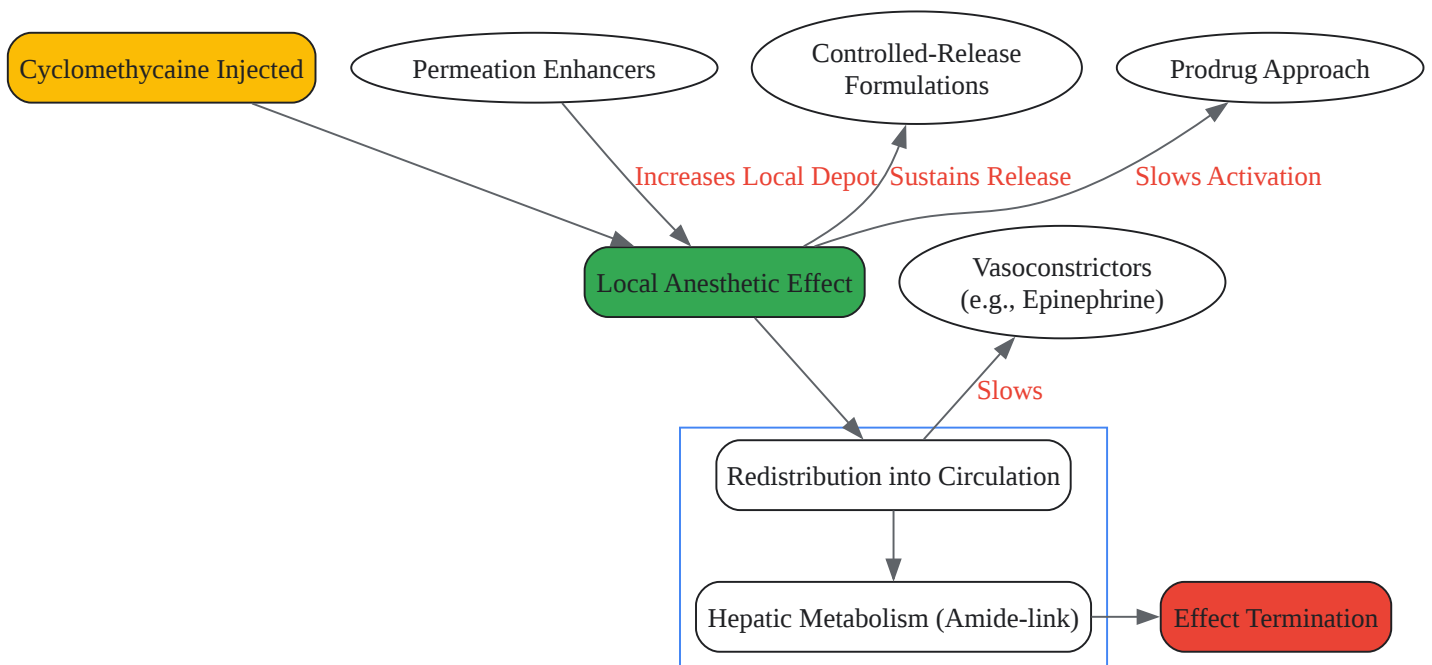 Cyclomethycaine Injected
Permeation Enhancers
Controlled-Release
Formulations
Prodrug Approach
Increases Local Depot
Sustains Release
Slows Activation
Local Anesthetic Effect
Vasoconstrictors
(e.g., Epinephrine)
Slows
Redistribution into Circulation
Hepatic Metabolism (Amide-link)
Effect Termination